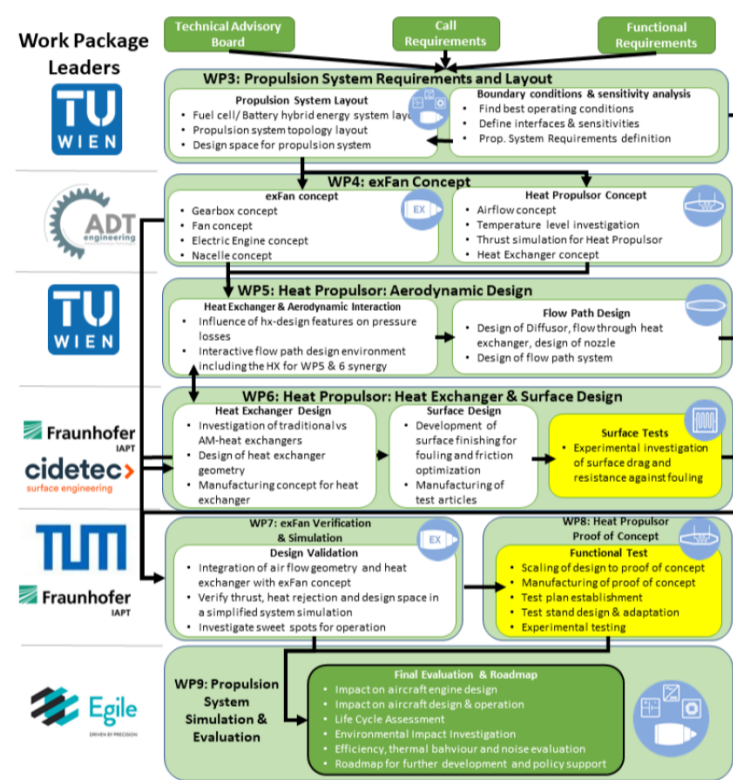 Work Package
Leaders
Technical Advisory
Board
Call
Requirements
Functional
Requirements
TU
WIEN
WP3: Propulsion System Requirements and Layout
Propulsion System Layout
• Fuel cell/ Battery hybrid energy system
• Propulsion system topology layout
• Design space for propulsion system
Boundary conditions & sensitivity analysis
• Find best operating conditions
• Define interfaces & sensitivities
• Prop. System Requirements definition
ADT
engineering
WP4: exFan Concept
exFan concept
• Gearbox concept
• Fan concept
• Electric Engine concept
• Nacelle concept
EX
Heat Propulsor Concept
• Airflow concept
• Temperature level investigation
• Thrust simulation for Heat Propulsor
• Heat Exchanger concept
TU
WIEN
WP5: Heat Propulsor: Aerodynamic Design
Heat Exchanger & Aerodynamic Interaction
• Influence of hx-design features on pressure
losses
• Interactive flow path design environment
including the HX for WP5 & 6 synergy
Flow Path Design
• Design of Diffusor, flow through heat
exchanger, design of nozzle
• Design of flow path system
Fraunhofer
IAPT
cidetec>
surface engineering
WP6: Heat Propulsor: Heat Exchanger & Surface Design
Heat Exchanger Design
• Investigation of traditional vs
AM-heat exchangers
• Design of heat exchanger
geometry
• Manufacturing concept for heat
exchanger
Surface Design
• Development of
surface finishing for
fouling and friction
optimization
• Manufacturing of
test articles
Surface Tests
• Experimental investigation
of surface drag and
resistance against fouling
TUM
Fraunhofer
IAPT
WP7: exFan Verification
& Simulation
EX
Design Validation
• Integration of air flow geometry and heat
exchanger with exFan concept
• Verify thrust, heat rejection and design space in
a simplified system simulation
• Investigate sweet spots for operation
WP8: Heat Propulsor
Proof of Concept
Functional Test
• Scaling of design to proof of concept
• Manufacturing of proof of concept
• Test plan establishment
• Test stand design & adaptation
• Experimental testing
Egile
DRIVEN BY PRECISION
WP9: Propulsion
System
Simulation &
Evaluation
Final Evaluation & Roadmap
• Impact on aircraft engine design
• Impact on aircraft design & operation
• Life Cycle Assessment
• Environmental Impact Investigation
• Efficiency, thermal bahviour and noise evaluation
• Roadmap for further development and policy support